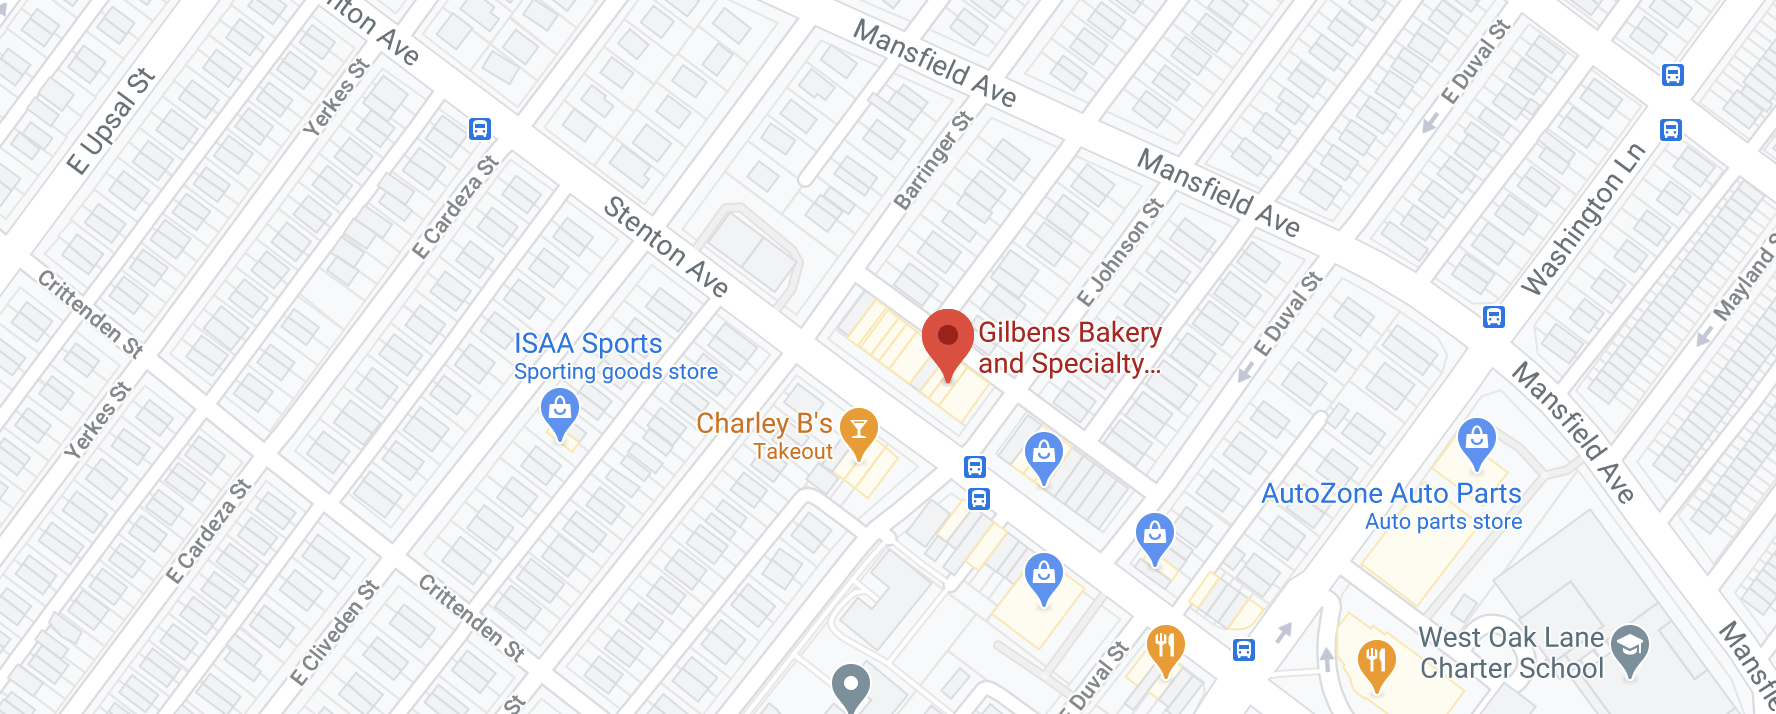 nton Ave
Mansfield Ave
E Duval St
Yerkes St
E Upsal St
Barringer St
E Cardeza St
Mansfield Ave
Washington Ln
Stenton Ave
E Johnson St
Mayland S
Crittenden St
E Duval St
ISAA Sports
Sporting goods store
Gilbens Bakery
and Specialty...
Mansfield Ave
Yerkes St
Charley B's
Takeout
AutoZone Auto Parts
Auto parts store
E Cardeza St
Crittenden St
E Cliveden St
E Duval St
West Oak Lane
Charter School
Mansfie
St